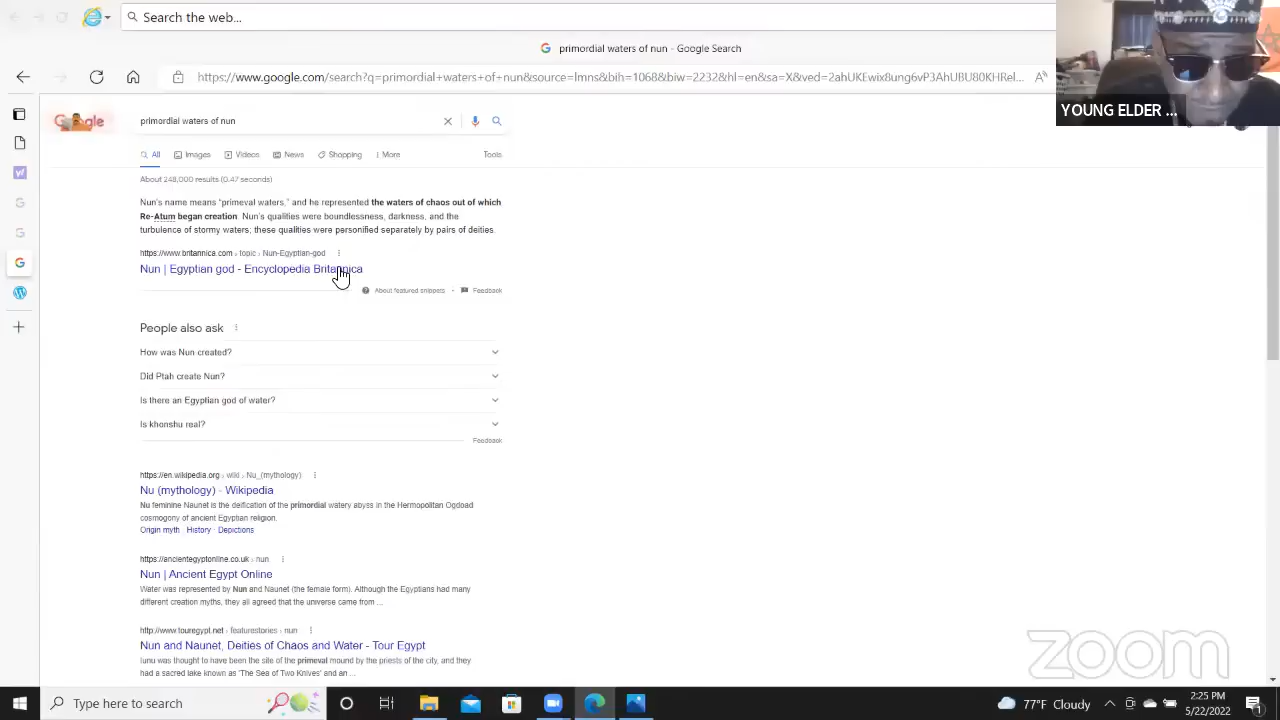 Search the web...
primordial waters of nun - Google Search
https://www.google.com/search?q=primordial+waters+of+nun&source=lmns&bih=1068&biw=2232&hl=en&sa=X&ved=2ahUKEwix8ung6vP3AhUBU80KHRel...
YOUNG ELDER ...
Google
primordial waters of nun
All Images Videos News Shopping More Tools
About 248,000 results (0.47 seconds)
Nun's name means "primeval waters," and he represented the waters of chaos out of which
Re-Atum began creation. Nun's qualities were boundlessness, darkness, and the
turbulence of stormy waters; these qualities were personified separately by pairs of deities.
https://www.britannica.com › topic › Nun-Egyptian-god
Nun | Egyptian god - Encyclopedia Britannica
About featured snippets • Feedback
People also ask
How was Nun created?
Did Ptah create Nun?
Is there an Egyptian god of water?
Is khonshu real?
Feedback
https://en.wikipedia.org › wiki › Nu_(mythology)
Nu (mythology) - Wikipedia
Nu feminine Naunet is the deification of the primordial watery abyss in the Hermopolitan Ogdoad
cosmogony of ancient Egyptian religion.
Origin myth · History · Depictions
https://ancientegyptonline.co.uk › nun
Nun | Ancient Egypt Online
Water was represented by Nun and Naunet (the female form). Although the Egyptians had many
different creation myths, they all agreed that the universe came from ...
http://www.touregypt.net › featurestories › nun
Nun and Naunet, Deities of Chaos and Water - Tour Egypt
Iunu was thought to have been the site of the primeval mound by the priests of the city, and they
had a sacred lake known as 'The Sea of Two Knives' and an ...
zoom
Type here to search
77°F Cloudy
2:25 PM
5/22/2022
1